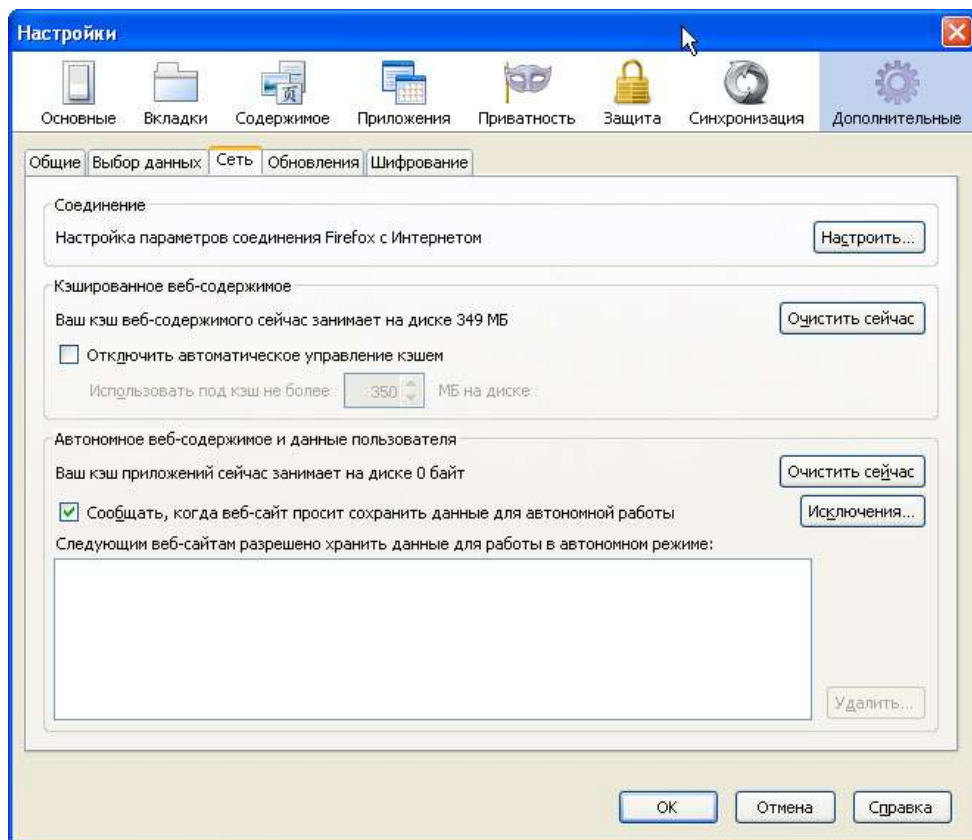 Настройки
Основные Вкладки Содержимое Приложения Приватность Защита Синхронизация Дополнительные
Общие Выбор данных Сеть Обновления Шифрование
Соединение
Настройка параметров соединения Firefox с Интернетом Настроить...
Кэшированное веб-содержимое
Ваш кэш веб-содержимого сейчас занимает на диске 349 МБ Очистить сейчас
Отключить автоматическое управление кэшем
Использовать под кэш не более 350 МБ на диске
Автономное веб-содержимое и данные пользователя
Ваш кэш приложений сейчас занимает на диске 0 байт Очистить сейчас
Сообщать, когда веб-сайт просит сохранить данные для автономной работы Исключения...
Следующим веб-сайтам разрешено хранить данные для работы в автономном режиме:
Удалить...
OK Отмена Справка